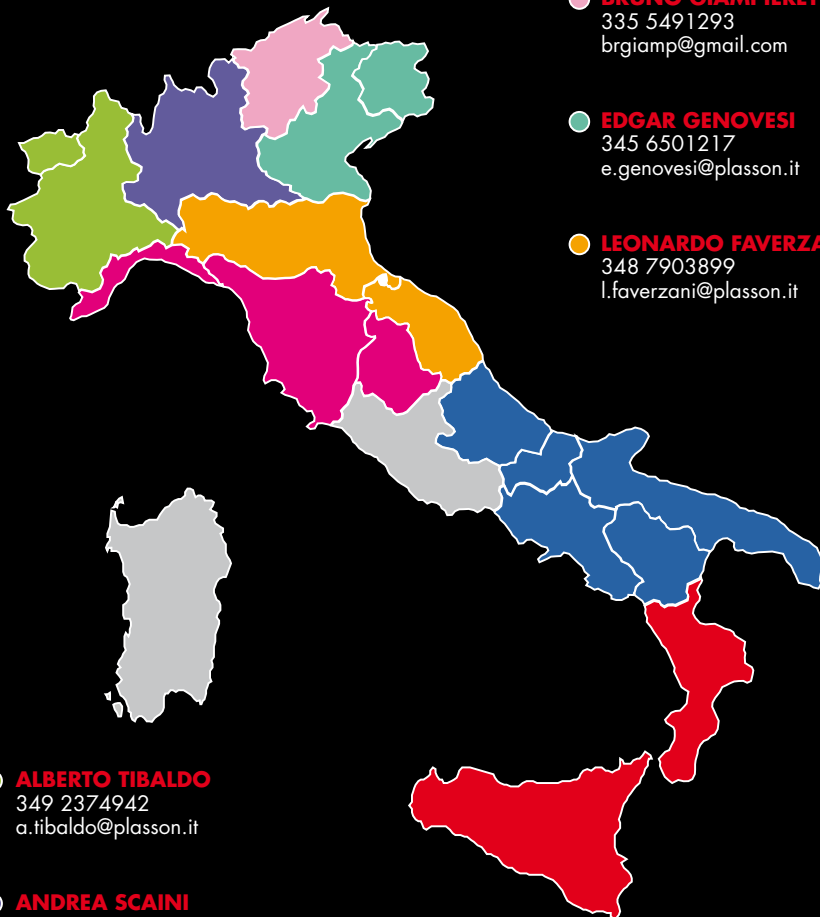 335 5491293
brgiamp@gmail.com
EDGAR GENOVESI
345 6501217
e.genovesi@plasson.it
LEONARDO
348 7903899
l.faverzani@plasson.it
ALBERTO TIBALDO
349 2374942
a.tibaldo@plasson.it
ANDREA SCAINI